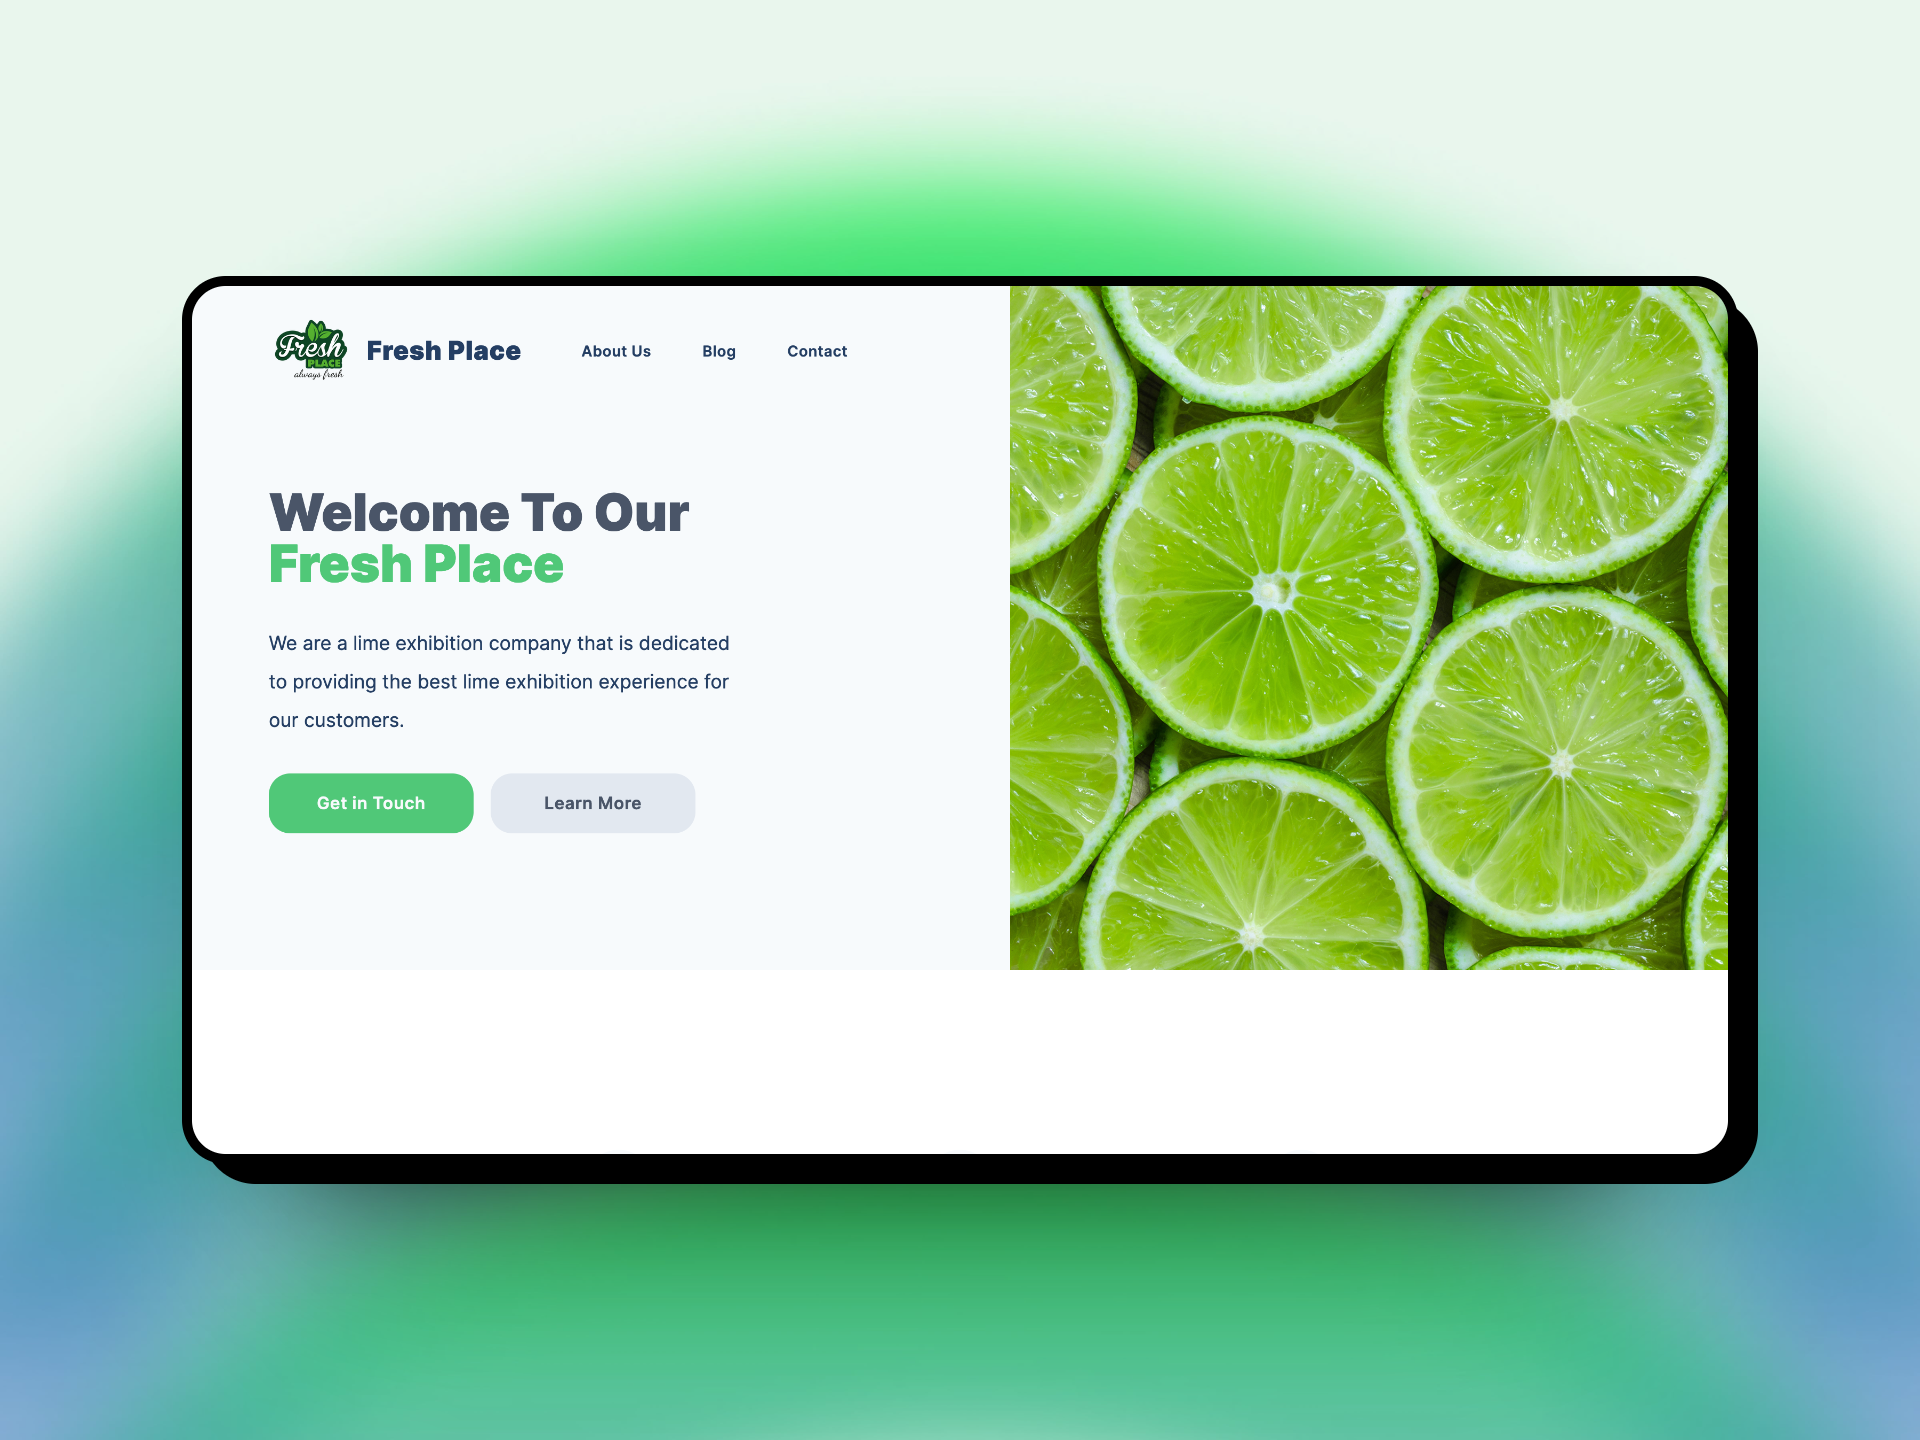 Fresh
PLACE
always fresh
Fresh Place
About Us
Blog
Contact
Welcome To Our
Fresh Place
We are a lime exhibition company that is dedicated
to providing the best lime exhibition experience for
our customers.
Get in Touch
Learn More